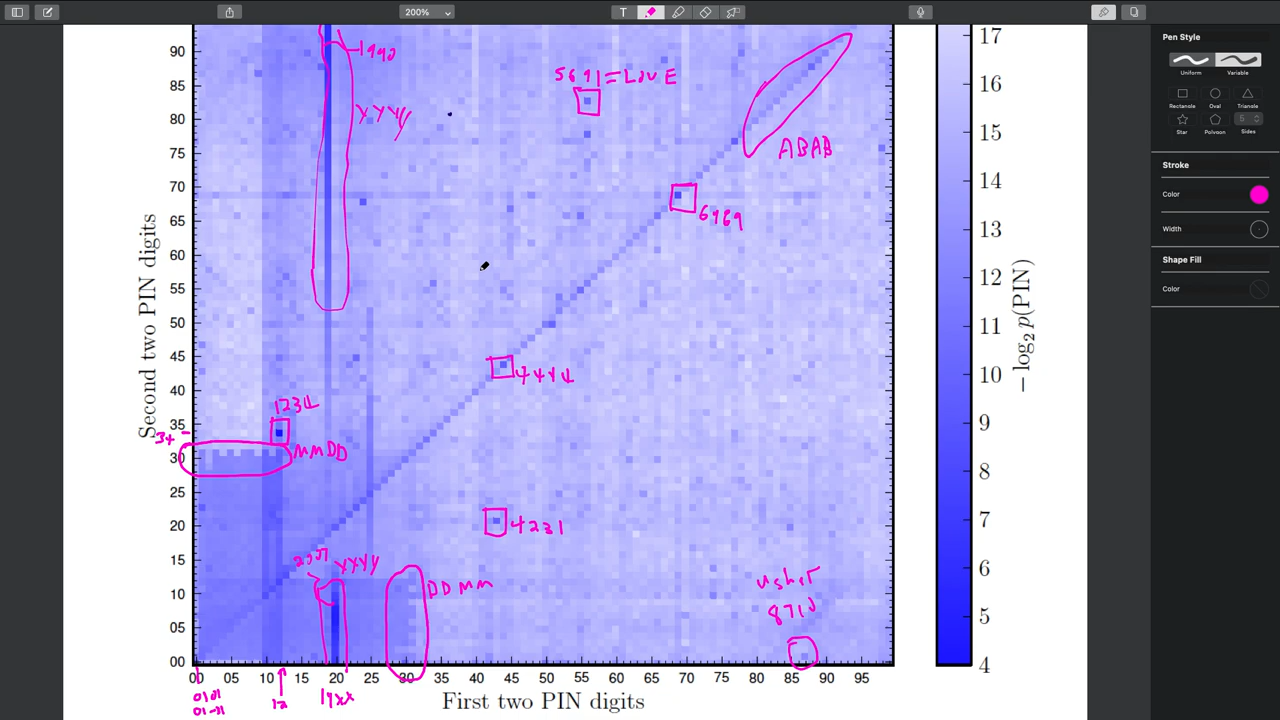 200%
T
Pen Style
Uniform
Variable
Rectangle
Oval
Triangle
Star
Polygon
5
Sides
Stroke
Color
Width
Shape Fill
Color
Second two PIN digits
90
85
80
75
70
65
60
55
50
45
40
35
30
25
20
15
10
05
00
00 05 10 15 20 25 30 35 40 45 50 55 60 65 70 75 80 85 90 95
First two PIN digits
17
16
15
14
13
12
11
10
9
8
7
6
5
4
− log₂ p(PIN)
1990
YYYY
5691=LOVE
ABAB
6969
4444
1234
MMDD
4231
YYYY
DDMM
usher
8710
12
19xx